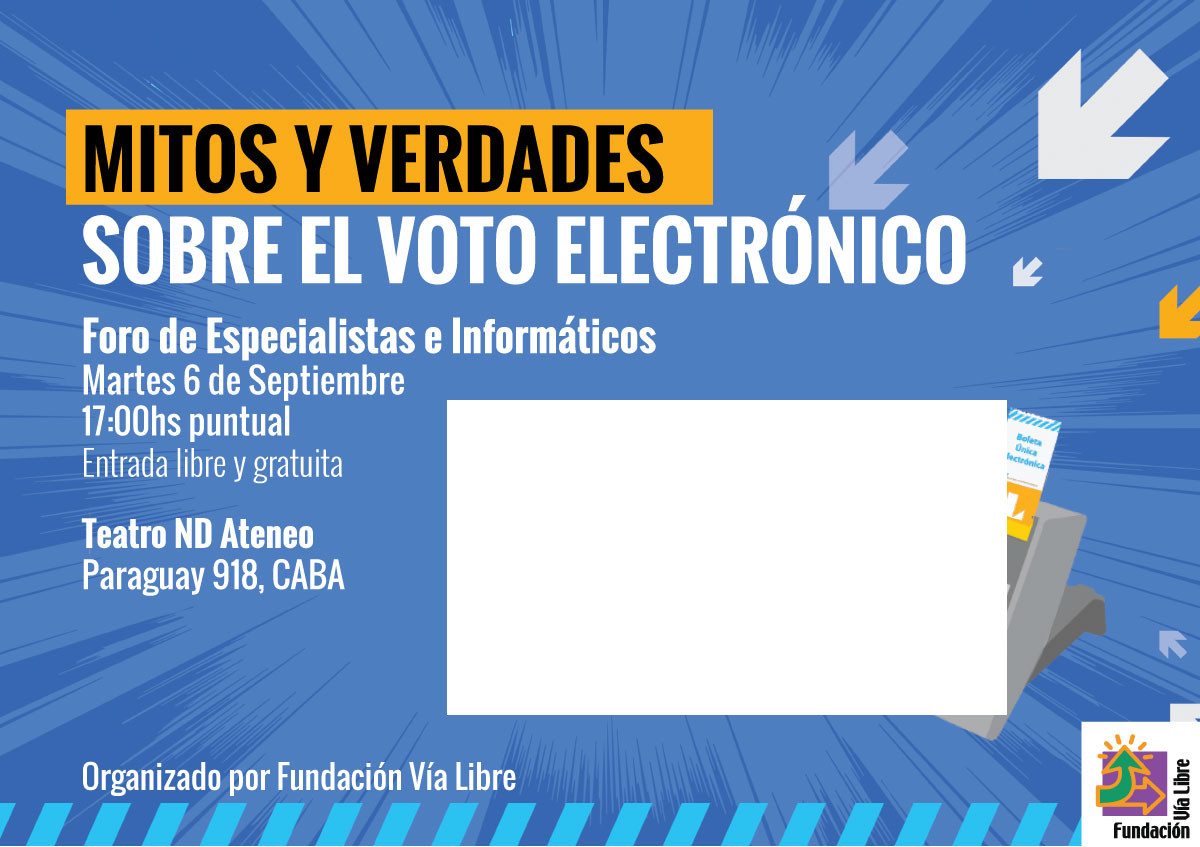 MITOS Y VERDADES
SOBRE EL VOTO ELECTRÓNICO
Foro de Especialistas e Informáticos
Martes 6 de Septiembre
17:00hs puntual
Entrada libre y gratuita
Boleta
Única
Teatro ND Ateneo
Paraguay 918, CABA
Organizado por Fundación Vía Libre
Fundación
Vía Libre